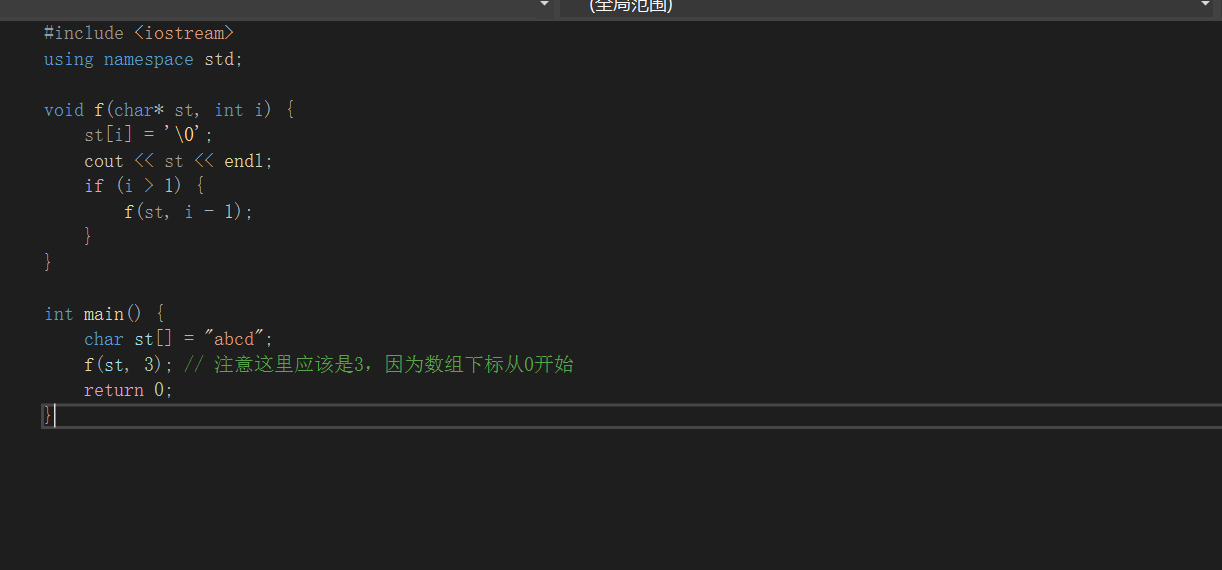 (全局范围)
#include <iostream>
using namespace std;
void f(char* st, int i) {
st[i] = '\0';
cout << st << endl;
if (i > 1) {
f(st, i - 1);
}
}
int main() {
char st[] = "abcd";
f(st, 3); // 注意这里应该是3，因为数组下标从0开始
return 0;
}